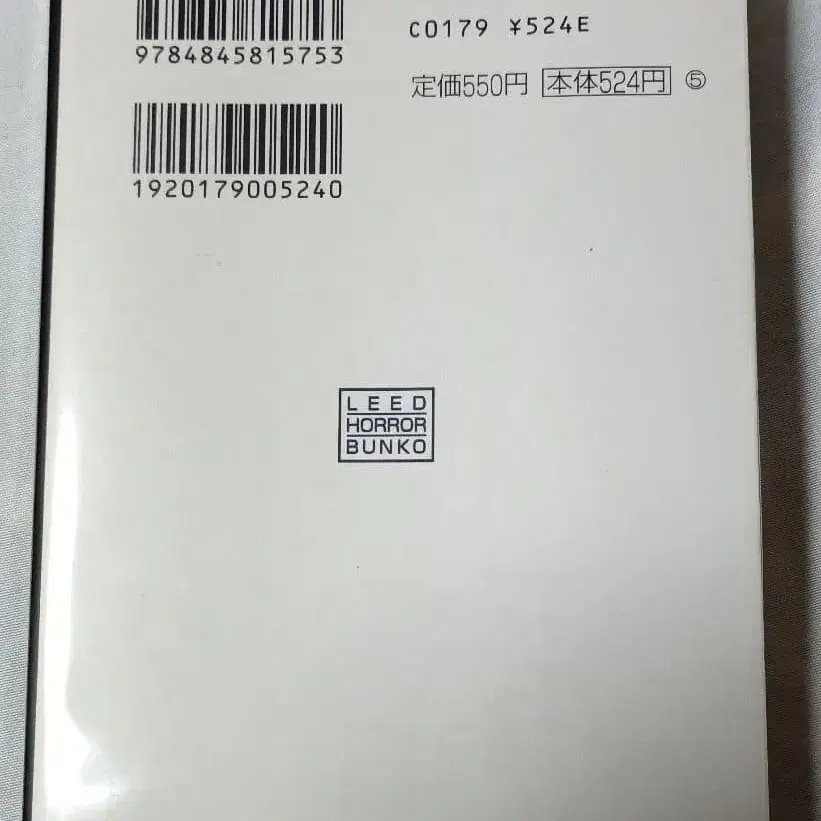 9784845815753
C0179 ¥524E
定価550円 本体524円 ⑤
1920179005240
LEED
HORROR
BUNKO